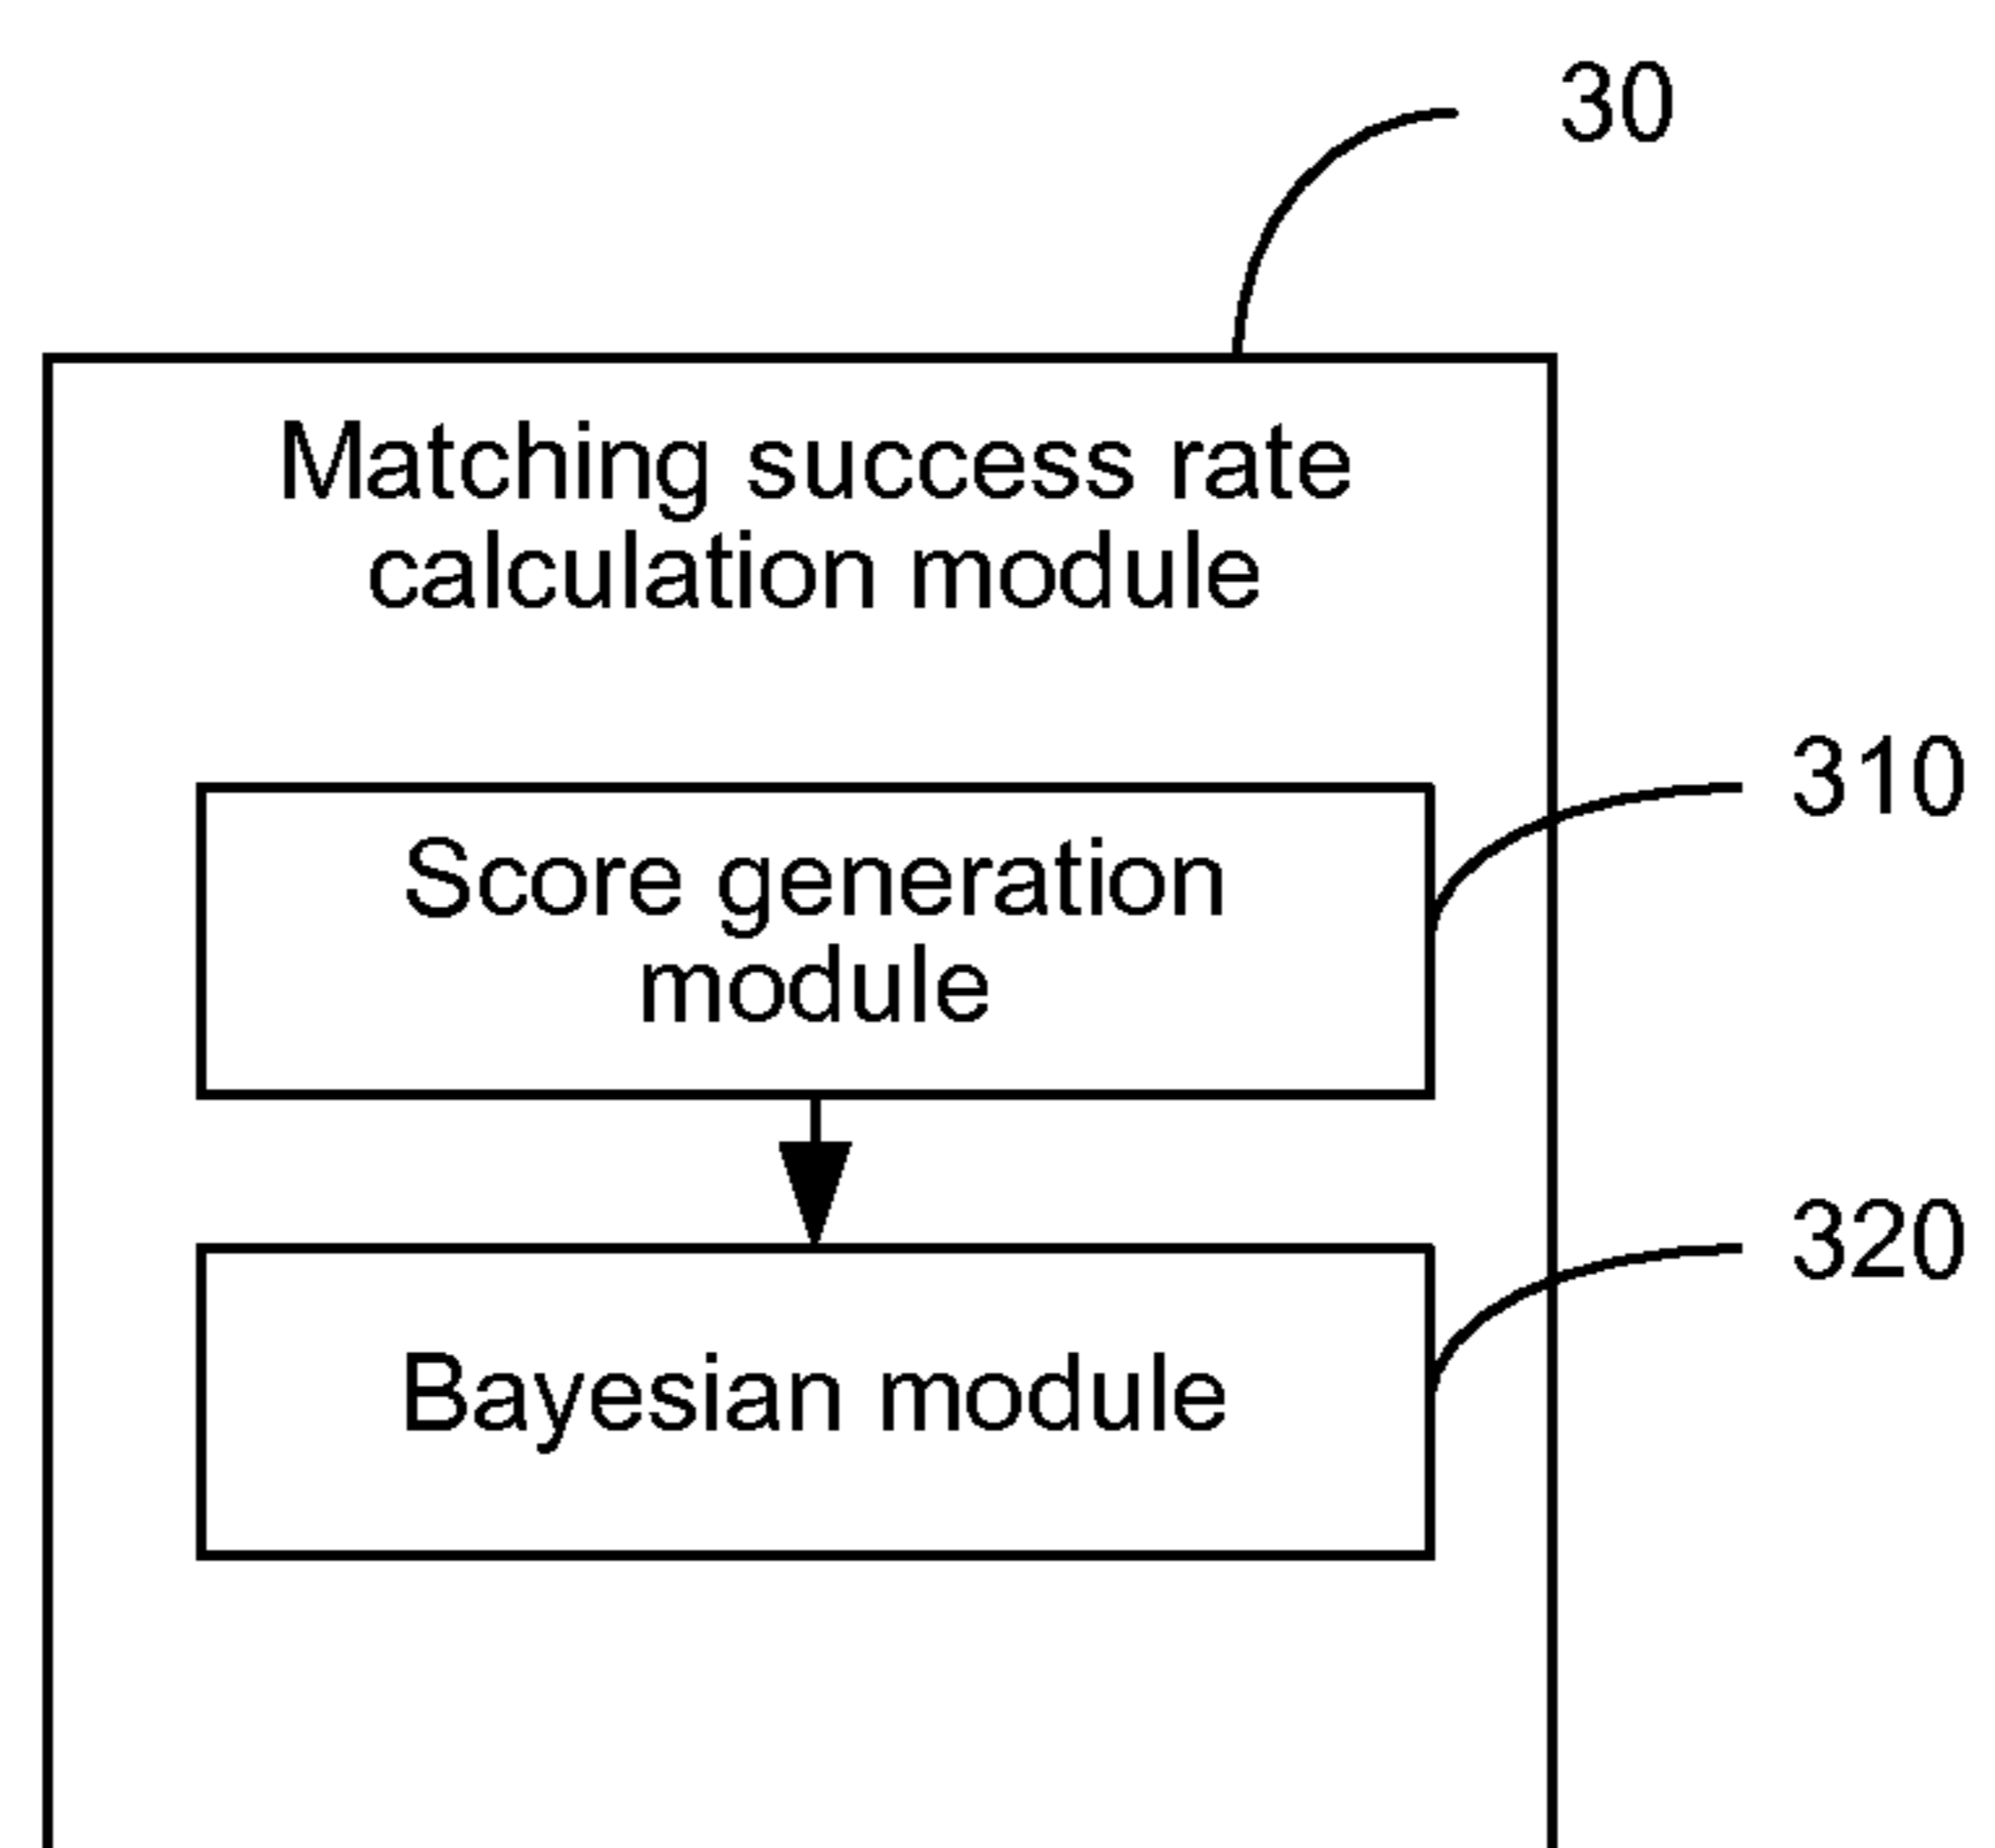 30
Matching success rate
calculation module
310
Score generation
module
320
Bayesian module